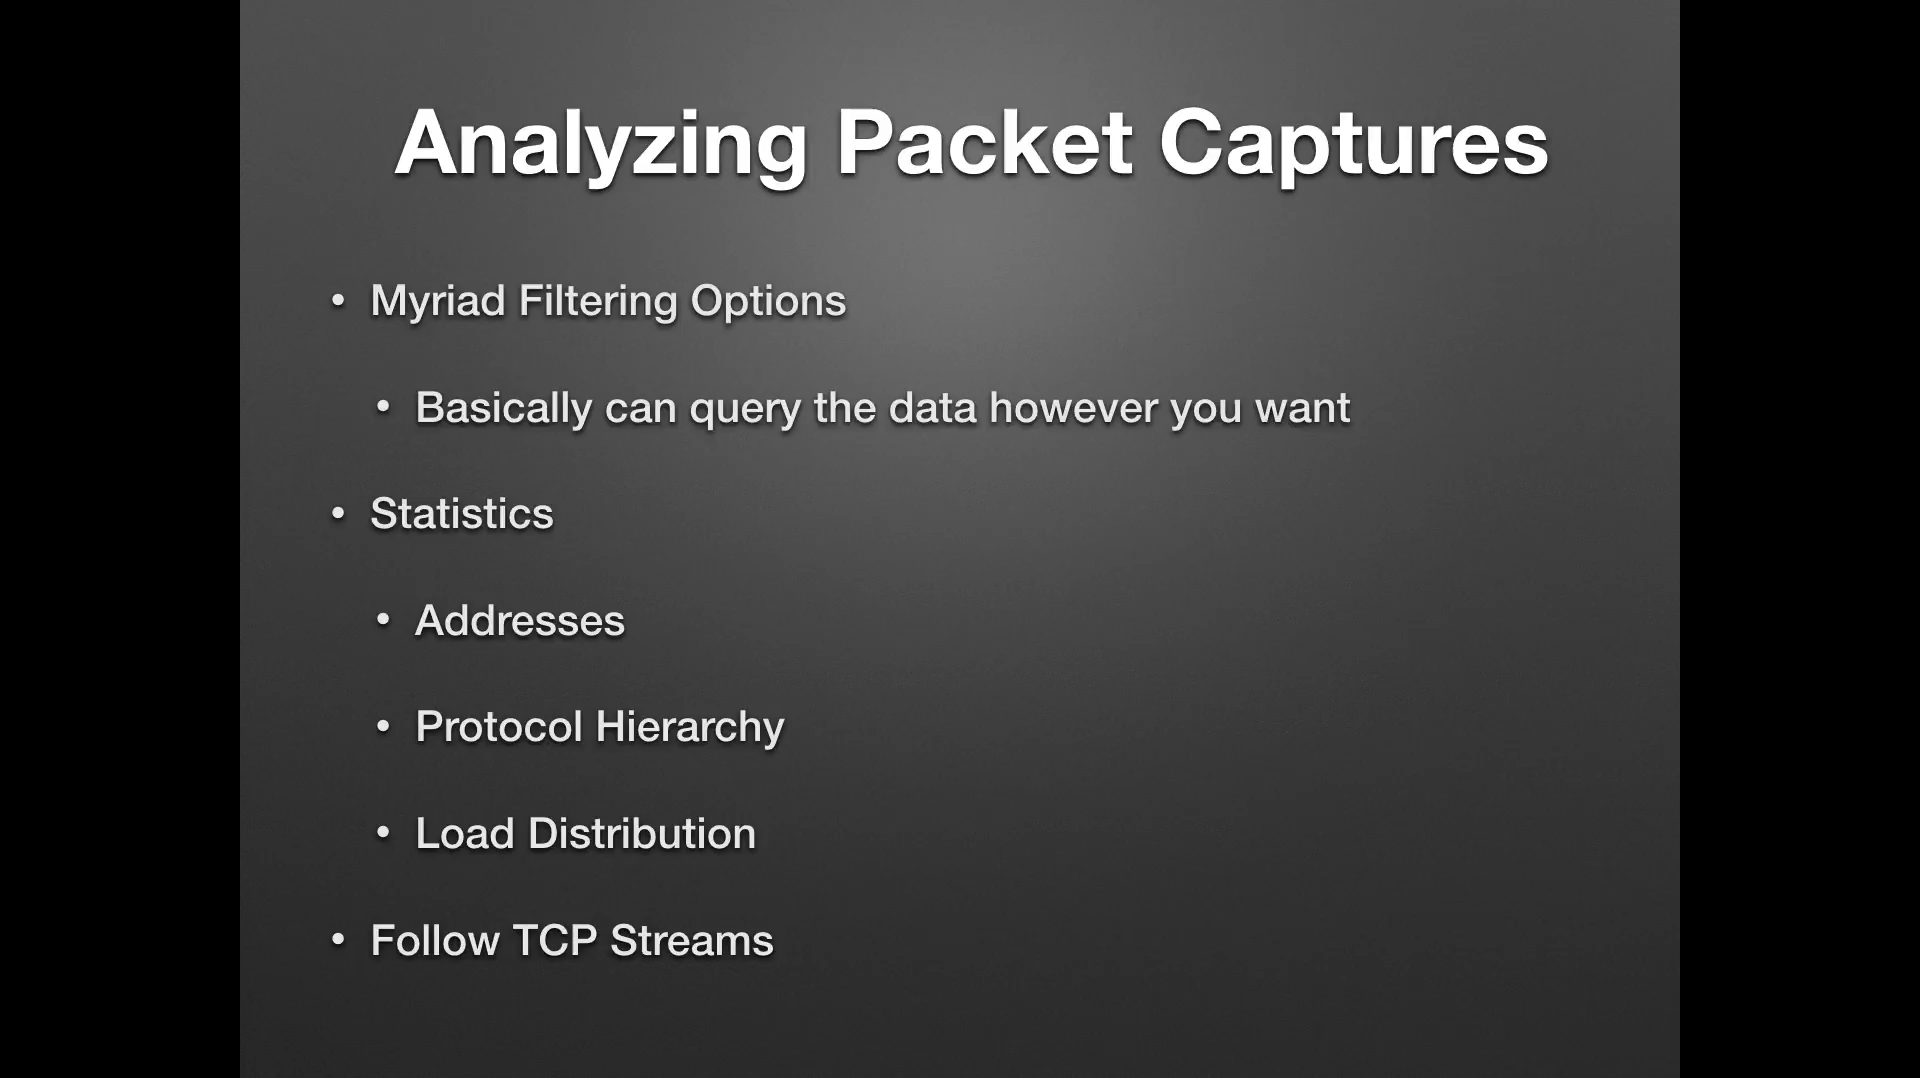 Analyzing Packet Captures
• Myriad Filtering Options
• Basically can query the data however you want
• Statistics
• Addresses
• Protocol Hierarchy
• Load Distribution
• Follow TCP Streams